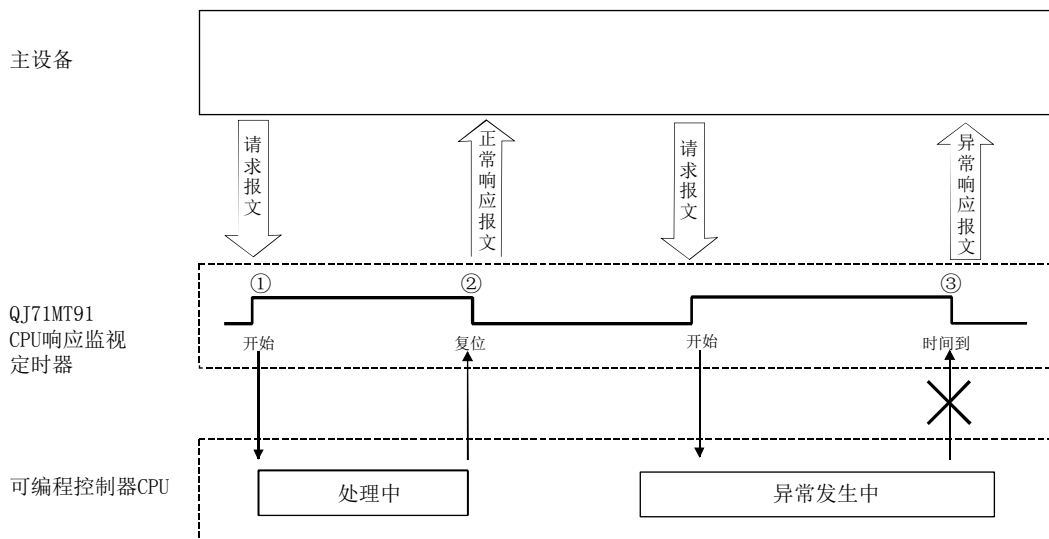 主设备
请求报文
正常响应报文
请求报文
异常响应报文
①
②
③
QJ71MT91
CPU响应监视
定时器
开始
复位
开始
时间到
可编程控制器CPU
处理中
异常发生中